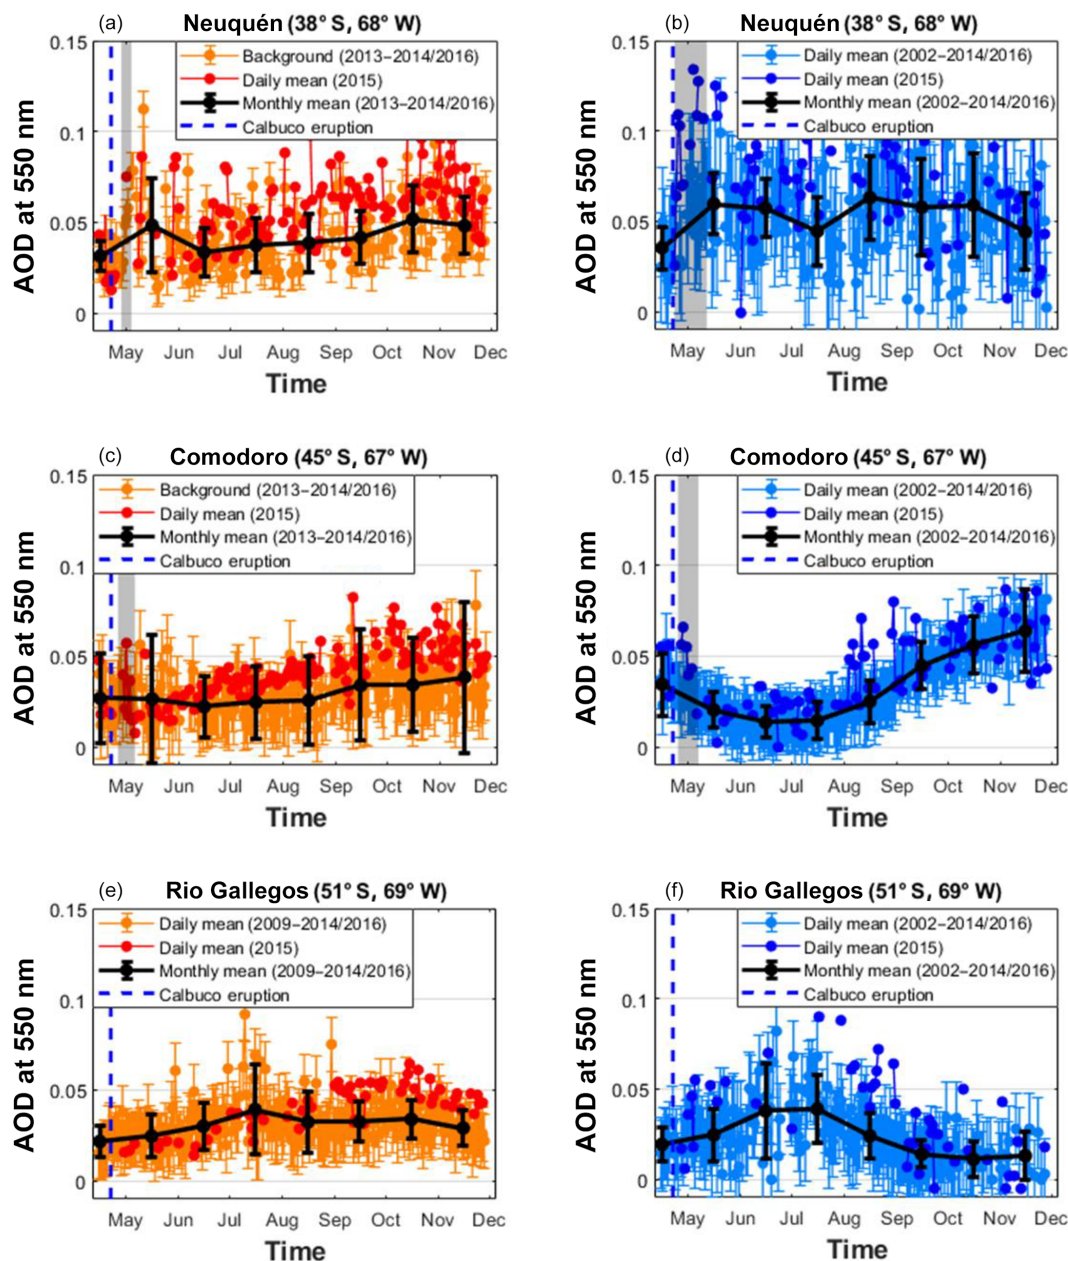 (a) Neuquén (38° S, 68° W)
0.15
0.1
0.05
0
AOD at 550 nm
Background (2013–2014/2016)
Daily mean (2015)
Monthly mean (2013–2014/2016)
Calbuco eruption
May Jun Jul Aug Sep Oct Nov Dec
Time
(b) Neuquén (38° S, 68° W)
0.15
0.1
0.05
0
AOD at 550 nm
Daily mean (2002–2014/2016)
Daily mean (2015)
Monthly mean (2002–2014/2016)
Calbuco eruption
May Jun Jul Aug Sep Oct Nov Dec
Time
(c) Comodoro (45° S, 67° W)
0.15
0.1
0.05
0
AOD at 550 nm
Background (2013–2014/2016)
Daily mean (2015)
Monthly mean (2013–2014/2016)
Calbuco eruption
May Jun Jul Aug Sep Oct Nov Dec
Time
(d) Comodoro (45° S, 67° W)
0.15
0.1
0.05
0
AOD at 550 nm
Daily mean (2002–2014/2016)
Daily mean (2015)
Monthly mean (2002–2014/2016)
Calbuco eruption
May Jun Jul Aug Sep Oct Nov Dec
Time
(e) Rio Gallegos (51° S, 69° W)
0.15
0.1
0.05
0
AOD at 550 nm
Daily mean (2009–2014/2016)
Daily mean (2015)
Monthly mean (2009–2014/2016)
Calbuco eruption
May Jun Jul Aug Sep Oct Nov Dec
Time
(f) Rio Gallegos (51° S, 69° W)
0.15
0.1
0.05
0
AOD at 550 nm
Daily mean (2002–2014/2016)
Daily mean (2015)
Monthly mean (2002–2014/2016)
Calbuco eruption
May Jun Jul Aug Sep Oct Nov Dec
Time